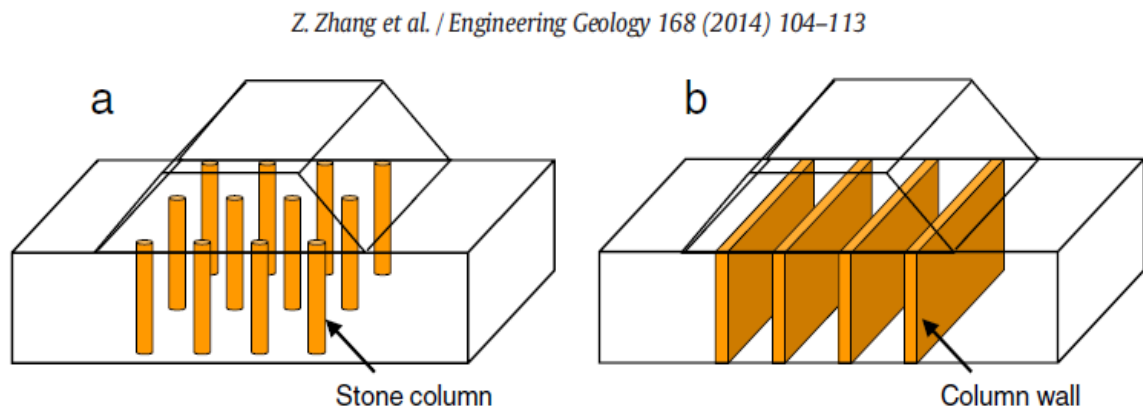 Z. Zhang et al. / Engineering Geology 168 (2014) 104–113
a
b
Stone column
Column wall